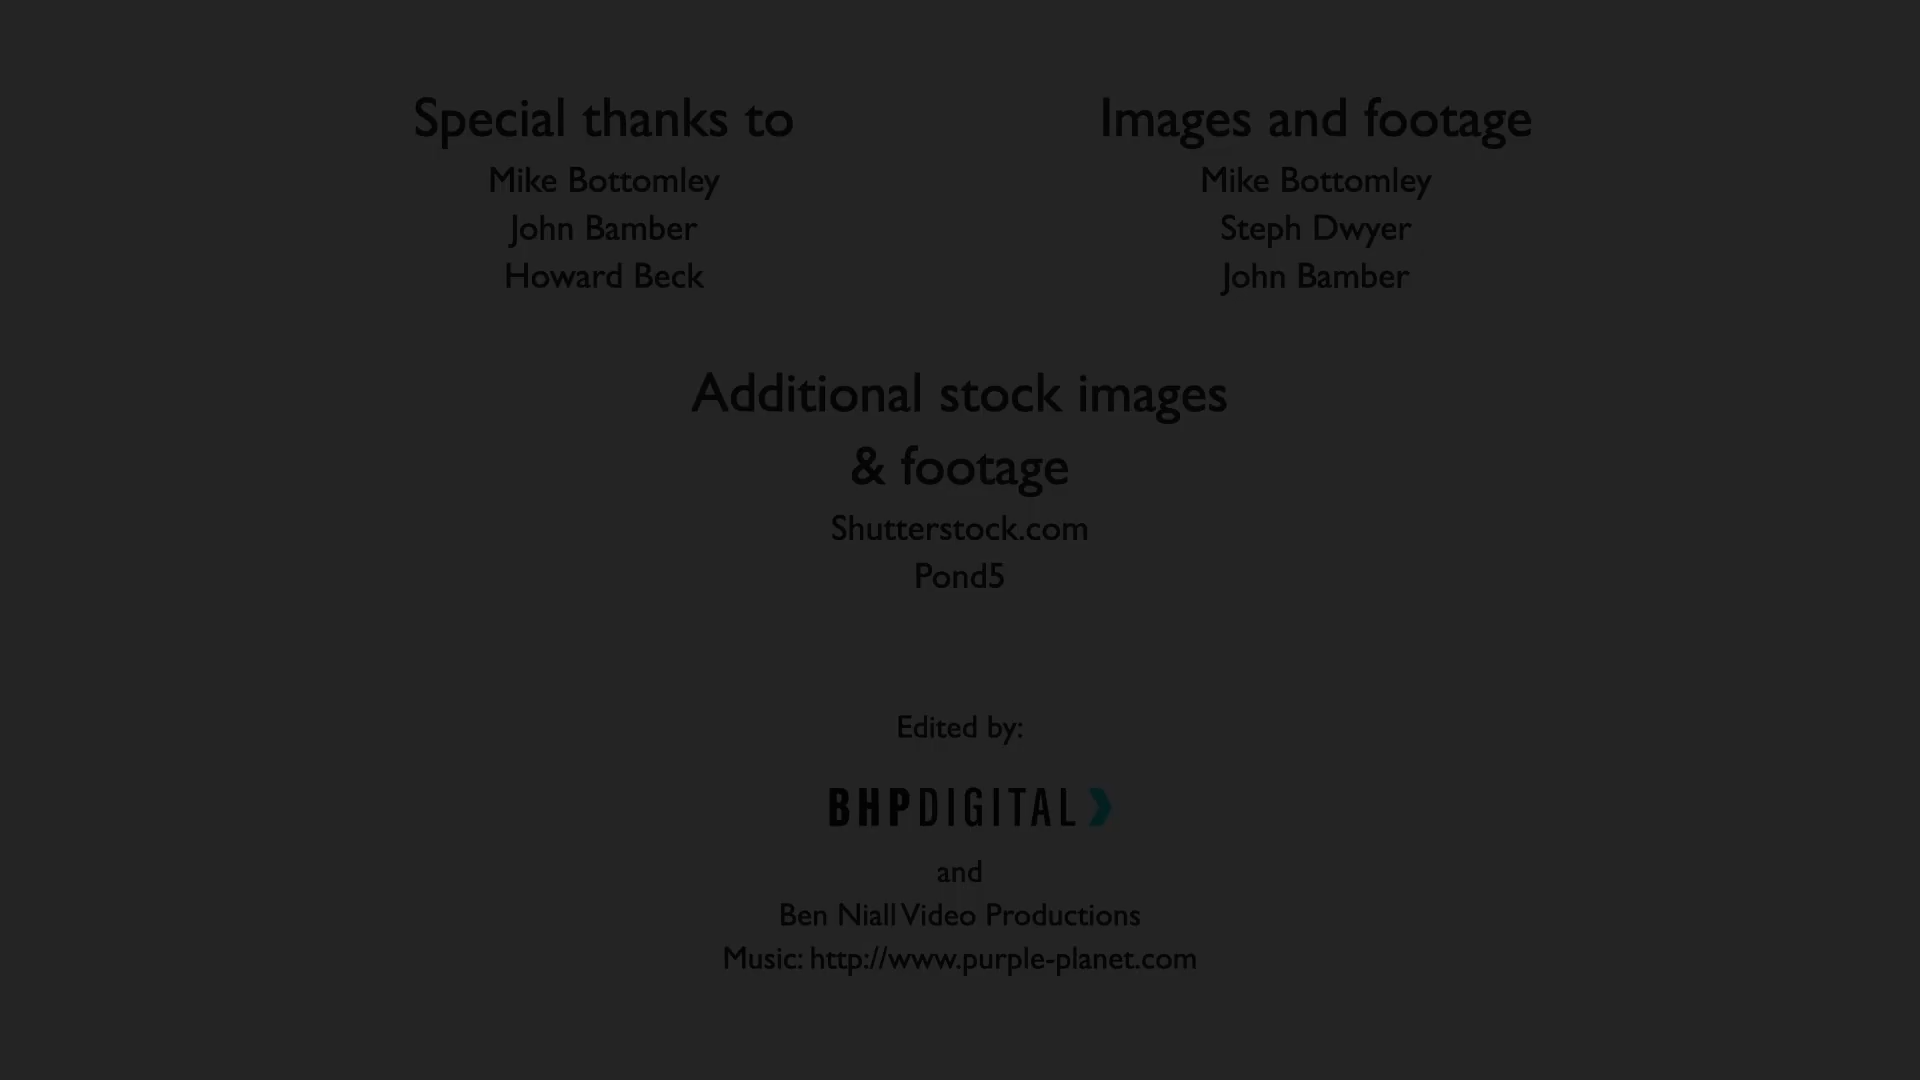 Special thanks to
Mike Bottomley
John Bamber
Howard Beck
Images and footage
Mike Bottomley
Steph Dwyer
John Bamber
Additional stock images
& footage
Shutterstock.com
Pond5
Edited by:
BHPDIGITAL
and
Ben Niall Video Productions
Music: http://www.purple-planet.com